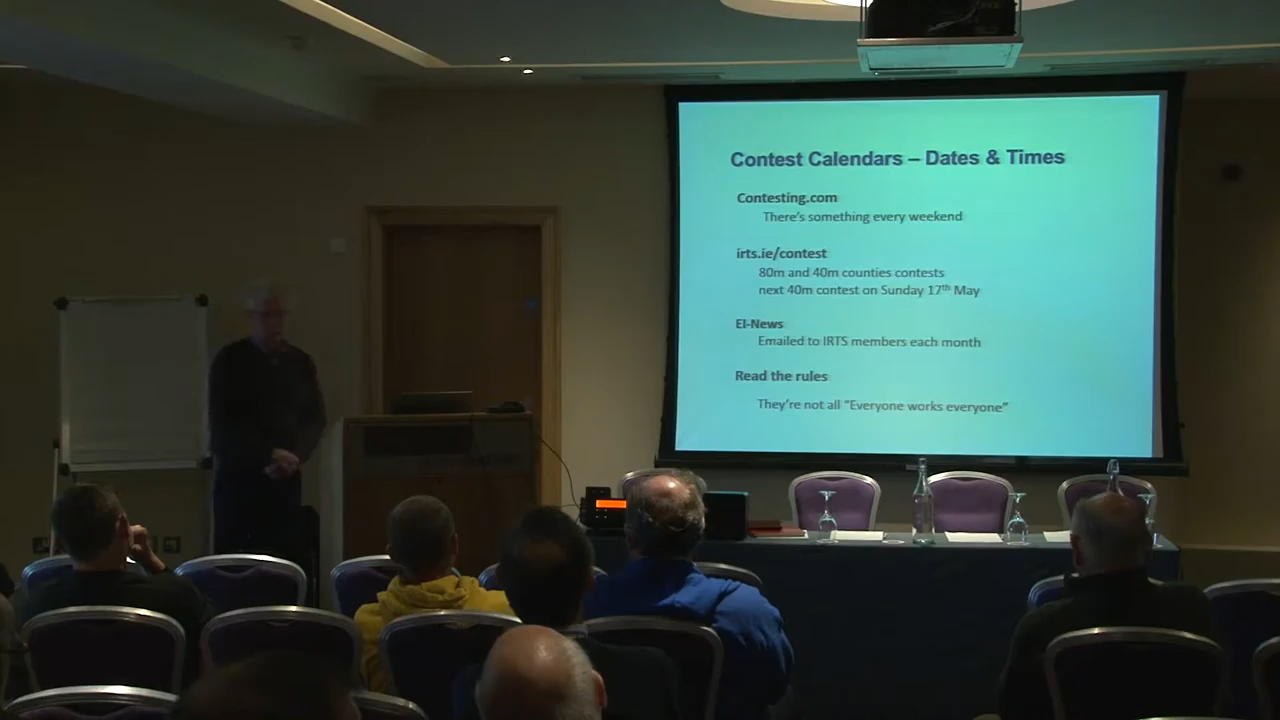 Contest Calendars – Dates & Times
Contesting.com
There's something every weekend
irts.ie/contest
80m and 40m counties contests
next 40m contest on Sunday 17th May
EI-News
Emailed to IRTS members each month
Read the rules
They're not all “Everyone works everyone”